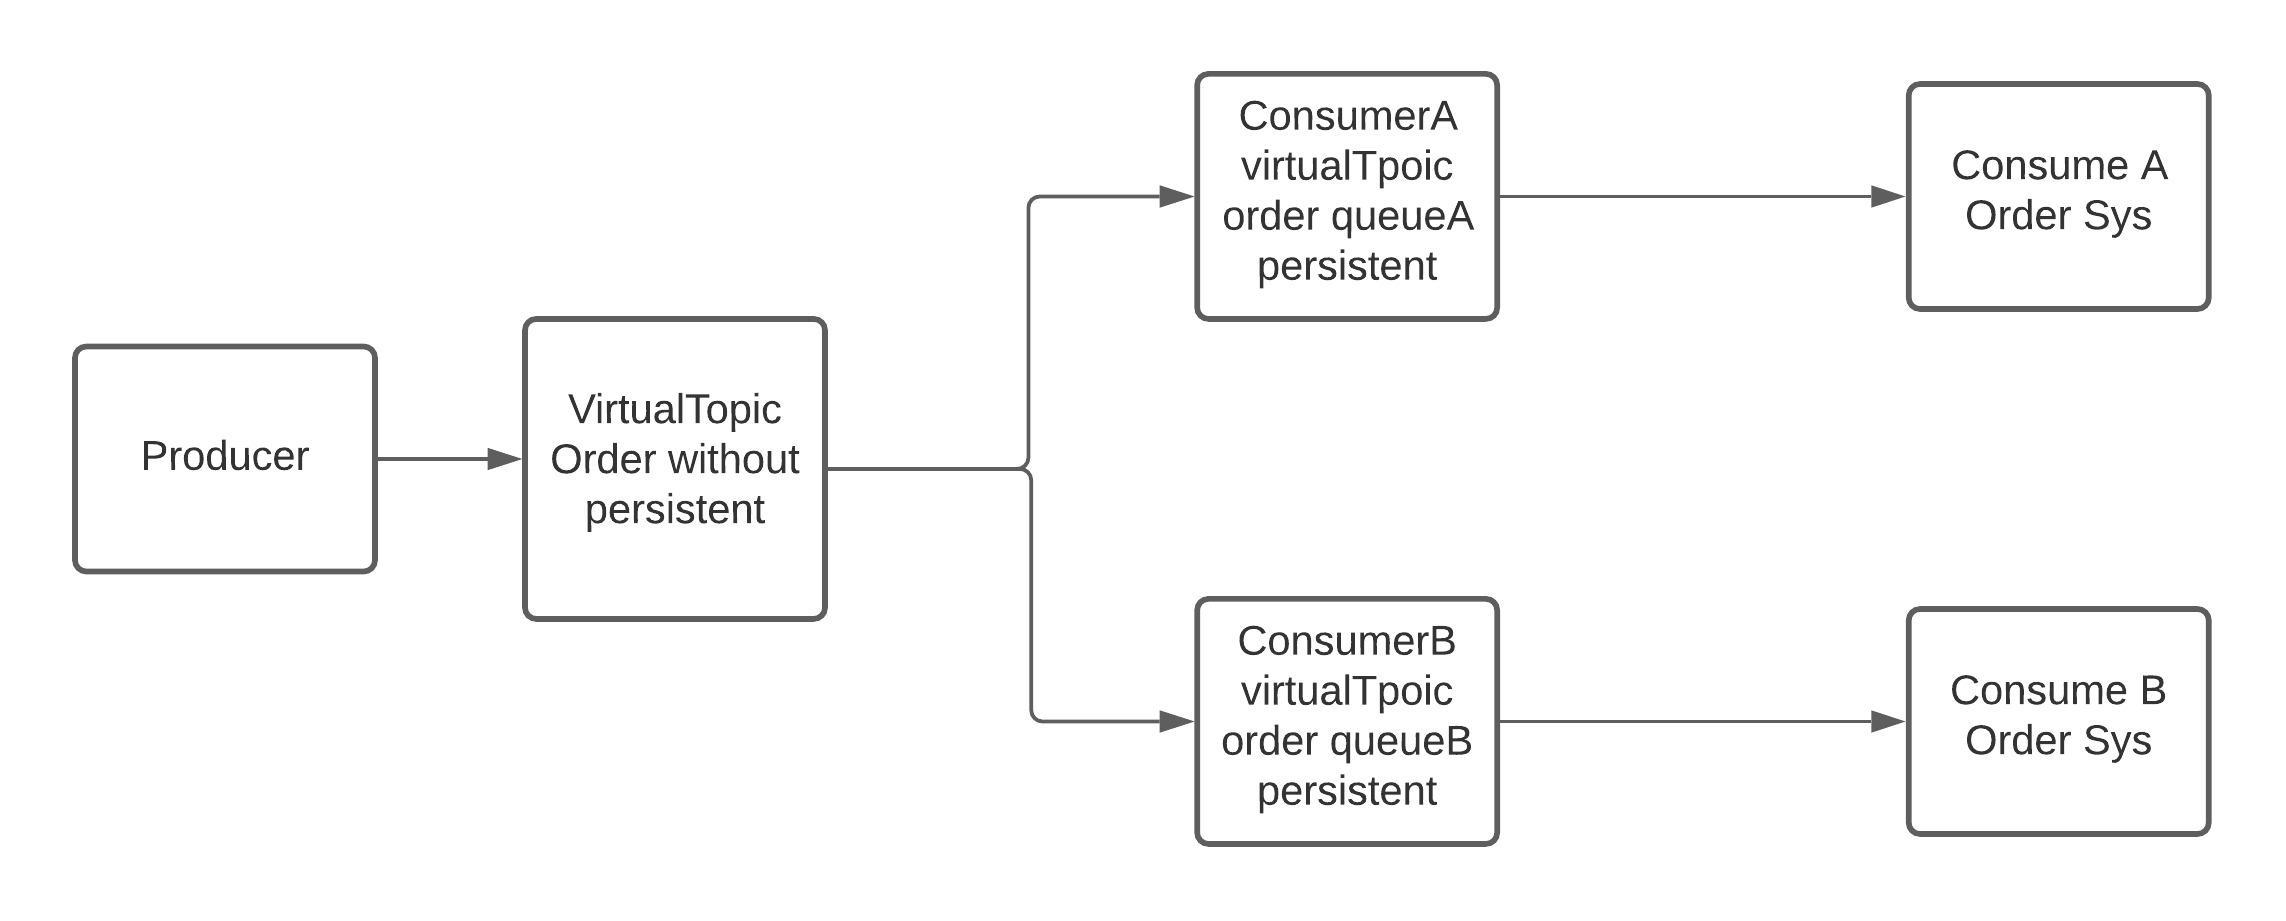 Producer
VirtualTopic
Order without
persistent
ConsumerA
virtualTpoic
order queueA
persistent
Consume A
Order Sys
ConsumerB
virtualTpoic
order queueB
persistent
Consume B
Order Sys